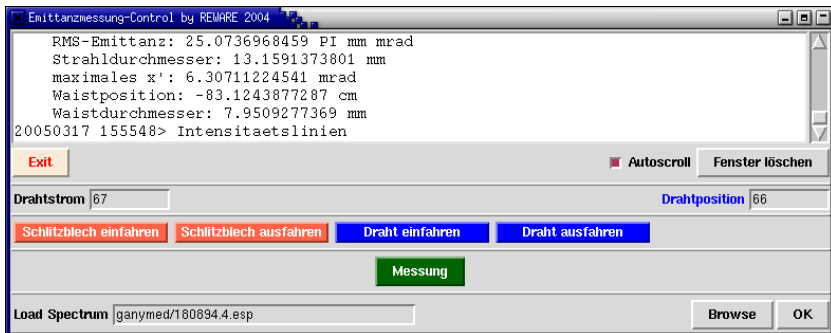 Emittanzmessung-Control by REWARE 2004
RMS-Emittanz: 25.0736968459 PI mm mrad
Strahldurchmesser: 13.1591373801 mm
maximales x': 6.30711224541 mrad
Waistposition: -83.1243877287 cm
Waistdurchmesser: 7.9509277369 mm
20050317 155548> Intensitaetslinien
Exit Autoscroll Fenster löschen
Drahtstrom 67 Drahtposition 66
Schlitzblech einfahren Schlitzblech ausfahren Draht einfahren Draht ausfahren
Messung
Load Spectrum ganymed/180894.4.esp Browse OK